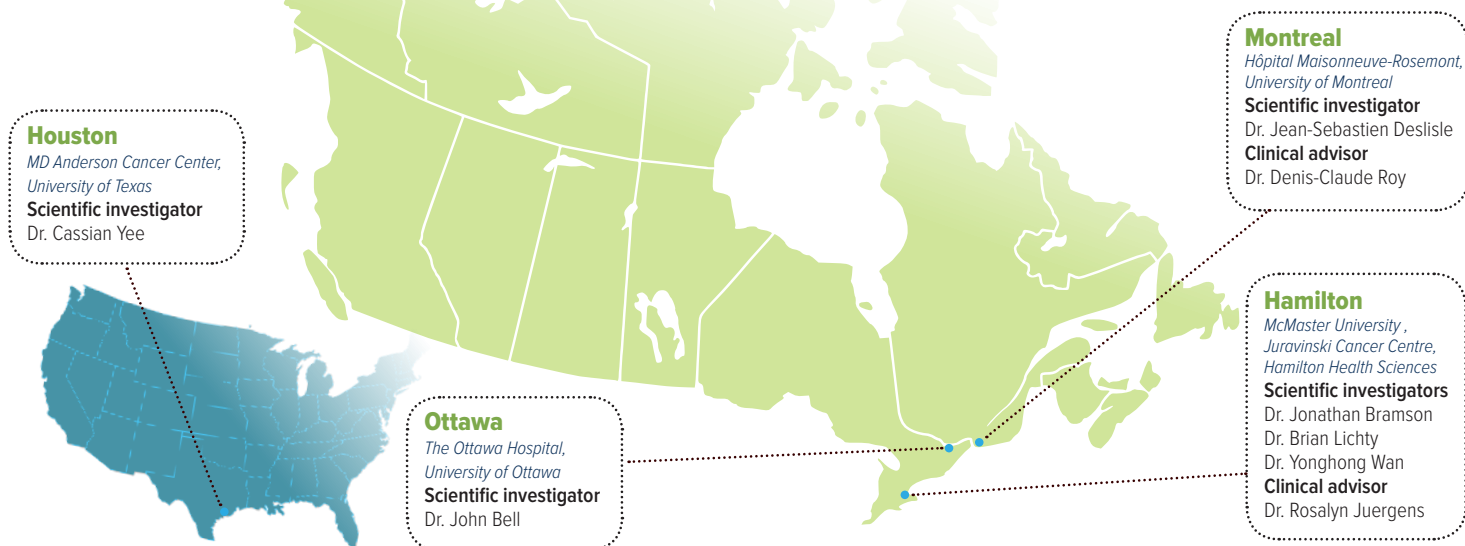 Houston
MD Anderson Cancer Center,
University of Texas
Scientific investigator
Dr. Cassian Yee
Ottawa
The Ottawa Hospital,
University of Ottawa
Scientific investigator
Dr. John Bell
Montreal
Hôpital Maisonneuve-Rosemont,
University of Montreal
Scientific investigator
Dr. Jean-Sebastien Deslisle
Clinical advisor
Dr. Denis-Claude Roy
Hamilton
McMaster University ,
Juravinski Cancer Centre,
Hamilton Health Sciences
Scientific investigators
Dr. Jonathan Bramson
Dr. Brian Lichty
Dr. Yonghong Wan
Clinical advisor
Dr. Rosalyn Juergens